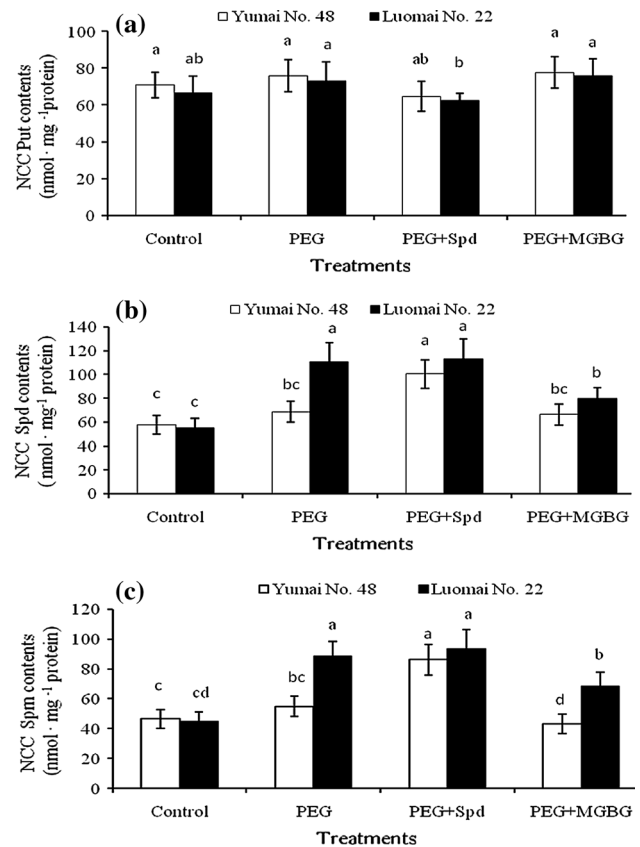 (a)
Yumai No. 48 Luomai No. 22
NCC Put contents
(nmol· mg -1protein)
100
80
60
40
20
0
a ab a a ab b a a
Control PEG PEG+Spd PEG+MGBG
Treatments
(b)
Yumai No. 48 Luomai No. 22
NCC Spd contents
( nmol· mg-1 protein)
140
120
100
80
60
40
20
0
c c bc a a a bc b
Control PEG PEG+Spd PEG+MGBG
Treatments
(c)
Yumai No. 48 Luomai No. 22
NCC Spm contents
(nmol· mg -1 protein)
120
100
80
60
40
20
0
c cd bc a a a d b
Control PEG PEG+Spd PEG+MGBG
Treatments